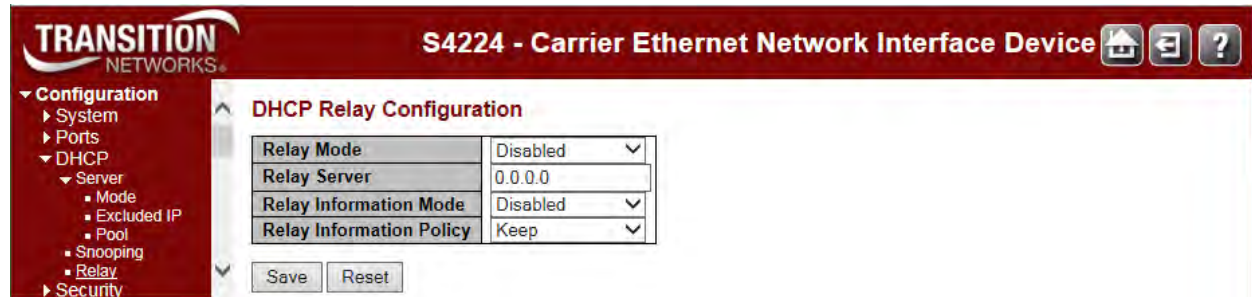 TRANSITION
NETWORKS®
S4224 - Carrier Ethernet Network Interface Device
?
Configuration
System
Ports
DHCP
Server
Mode
Excluded IP
Pool
Snooping
Relay
Security
DHCP Relay Configuration
Relay Mode Disabled
Relay Server 0.0.0.0
Relay Information Mode Disabled
Relay Information Policy Keep
Save Reset